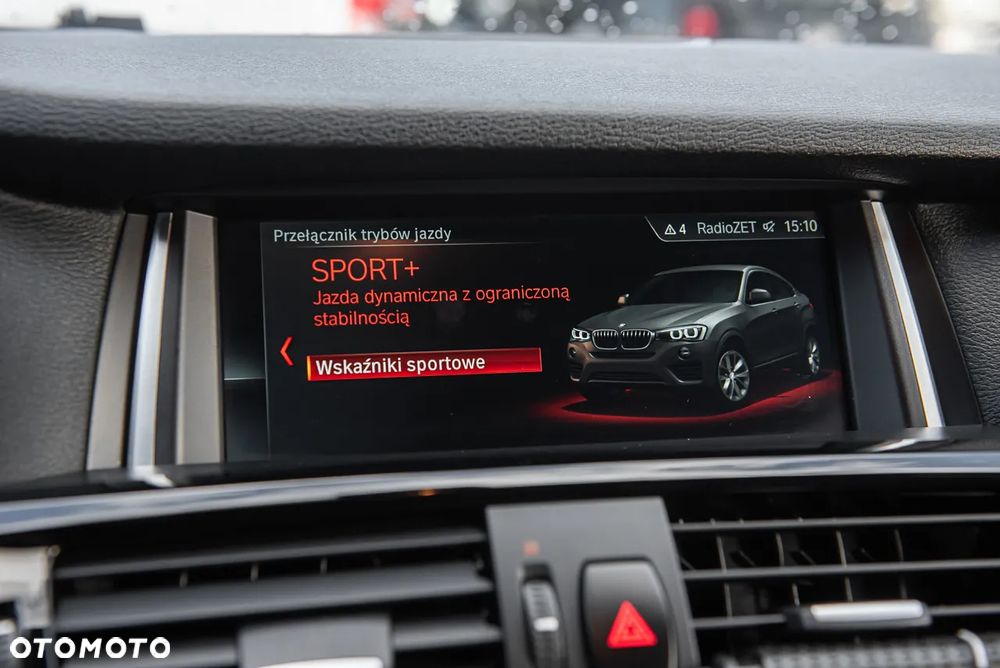 Przełącznik trybów jazdy
4 RadioZET 15:10
SPORT+
Jazda dynamiczna z ograniczoną
stabilnością
Wskaźniki sportowe
OTOMOTO